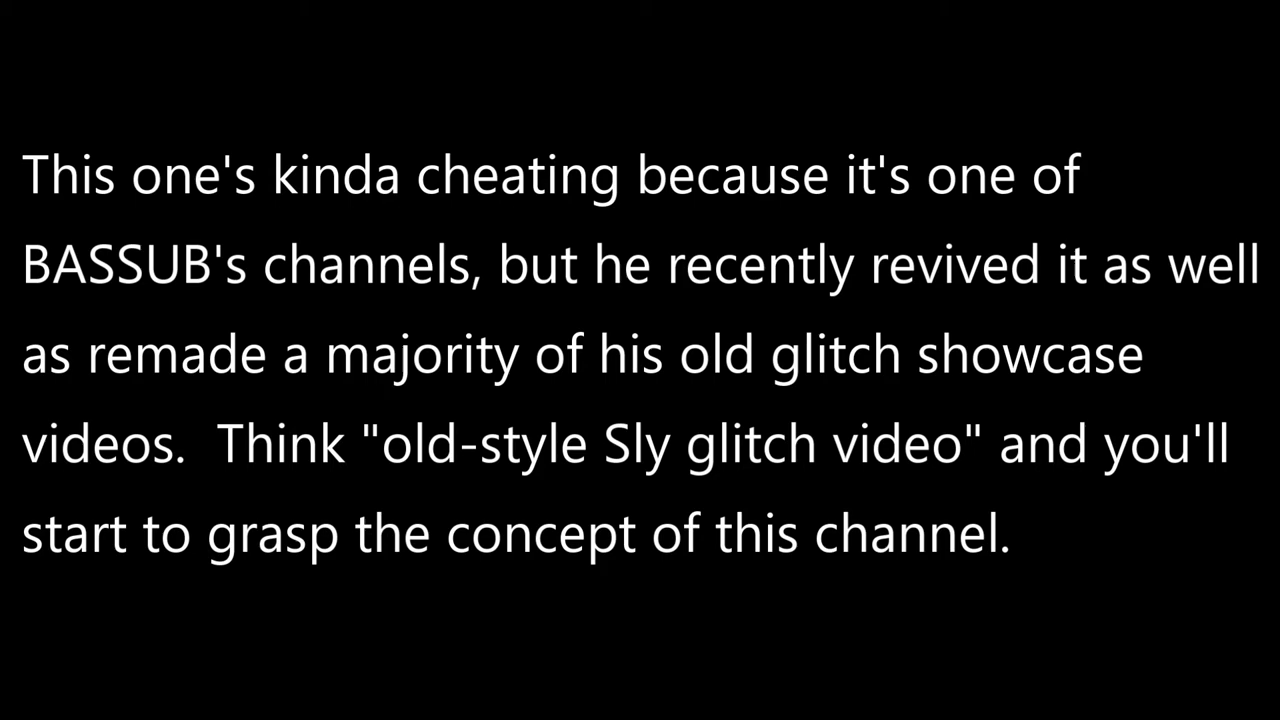 This one's kinda cheating because it's one of
BASSUB's channels, but he recently revived it as well
as remade a majority of his old glitch showcase
videos.  Think "old-style Sly glitch video" and you'll
start to grasp the concept of this channel.